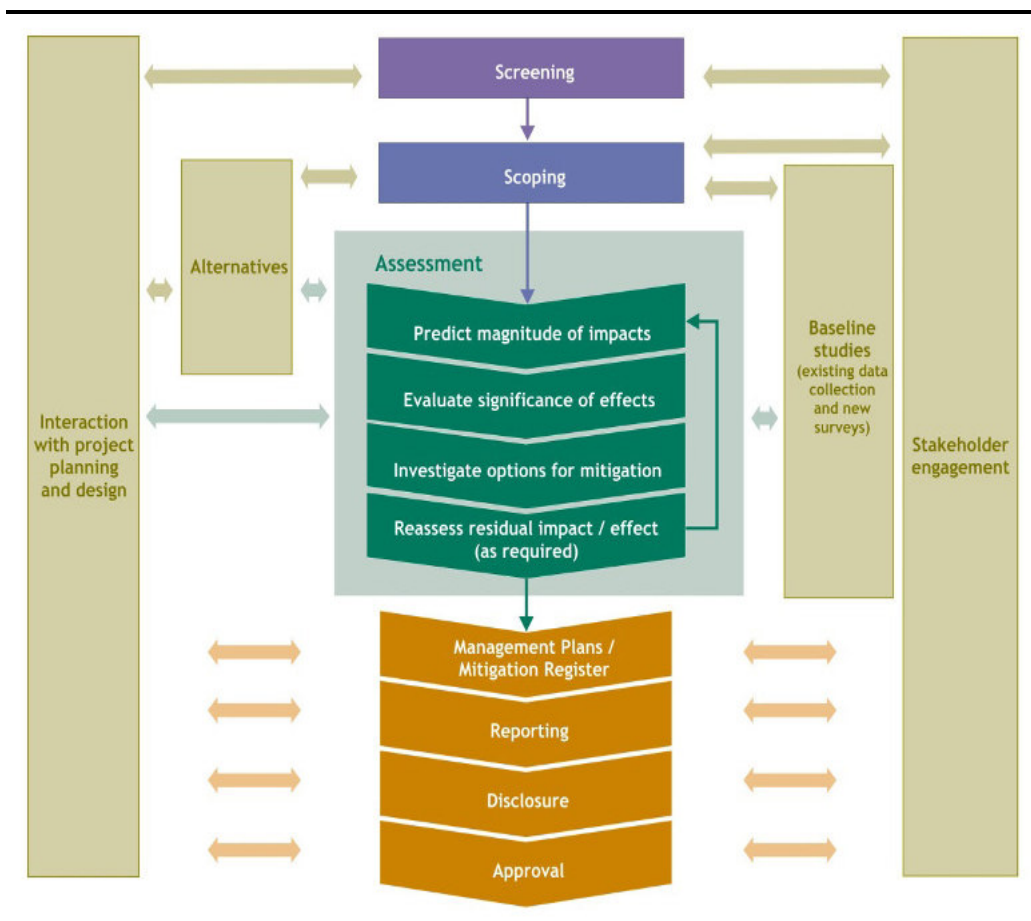 Screening
Scoping
Alternatives
Assessment
Predict magnitude of impacts
Evaluate significance of effects
Investigate options for mitigation
Reassess residual impact / effect
(as required)
Baseline
studies
(existing data
collection
and new
surveys)
Interaction
with project
planning
and design
Stakeholder
engagement
Management Plans /
Mitigation Register
Reporting
Disclosure
Approval